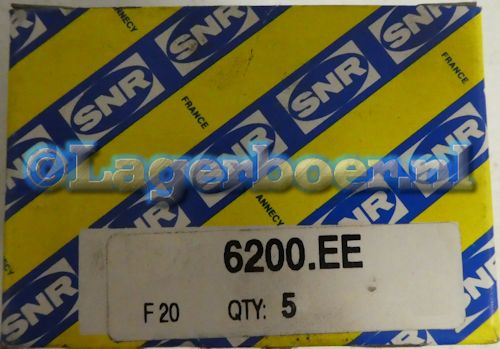 ANNECY
SNR
SNR
FRANCE
SNR
FRANCE
SNR
©Lagerboer.nl
SNR
ANNECY
SNR
6200.EE
F 20 QTY: 5